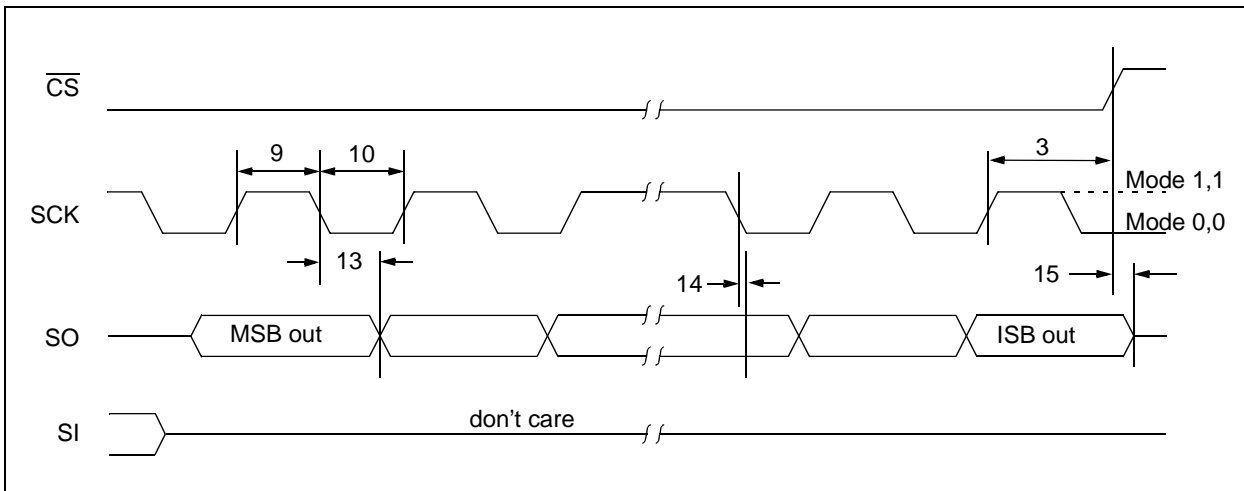 CS
9
10
3
Mode 1,1
SCK
Mode 0,0
13
14
15
SO
MSB out
ISB out
don't care
SI